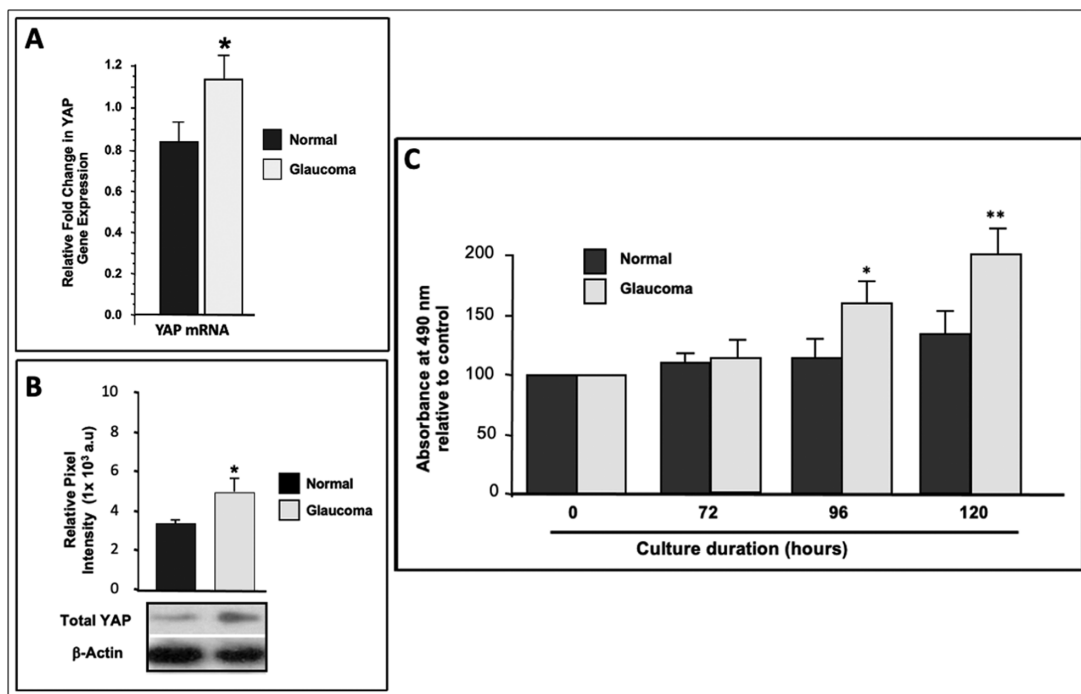 A
*
1.2
1.0
0.8
0.6
0.4
0.2
0.0
Relative Fold Change in YAP
Gene Expression
Normal
Glaucoma
YAP mRNA
B
10
8
6
4
2
0
Relative Pixel
Intensity (1x 10³ a.u)
*
Normal
Glaucoma
Total YAP
β-Actin
C
200
150
100
50
0
Absorbance at 490 nm
relative to control
Normal
Glaucoma
*
**
0 72 96 120
Culture duration (hours)